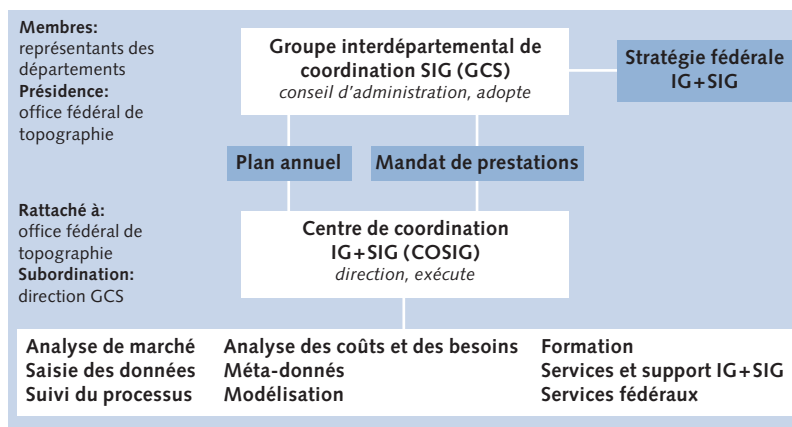 Membres:
représentants des
départements
Présidence:
office fédéral de
topographie
Groupe interdépartemental de
coordination SIG (GCS)
conseil d'administration, adopte
Stratégie fédérale
IG+SIG
Plan annuel
Mandat de prestations
Rattaché à:
office fédéral de
topographie
Subordination:
direction GCS
Centre de coordination
IG+SIG (COSIG)
direction, exécute
Analyse de marché
Saisie des données
Suivi du processus
Analyse des coûts et des besoins
Méta-donnés
Modélisation
Formation
Services et support IG+SIG
Services fédéraux